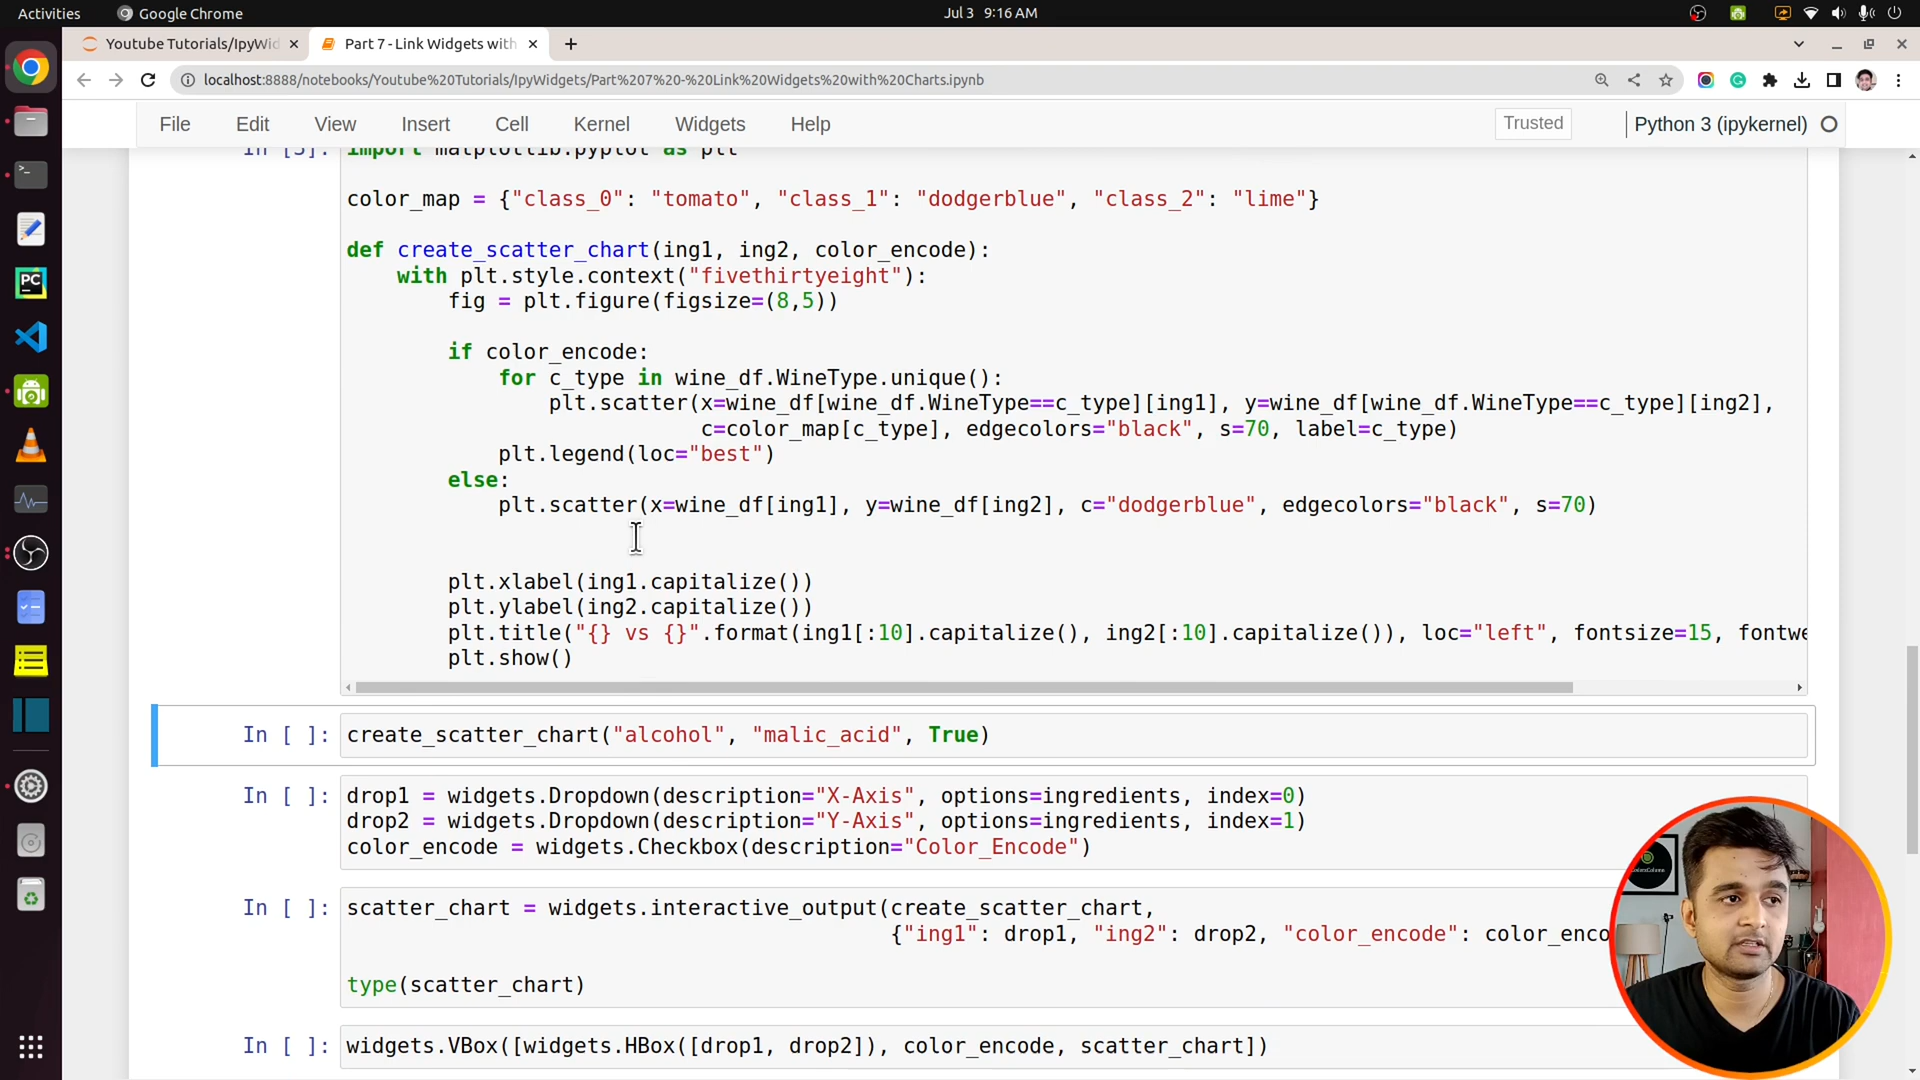 Activities
Google Chrome
Jul 3 9:16 AM
Youtube Tutorials/IpyWid
Part 7 - Link Widgets with
localhost:8888/notebooks/Youtube%20Tutorials/IpyWidgets/Part%207%20-%20Link%20Widgets%20with%20Charts.ipynb
File Edit View Insert Cell Kernel Widgets Help
Trusted
Python 3 (ipykernel)
In [5]: import matplotlib.pyplot as plt
color_map = {"class_0": "tomato", "class_1": "dodgerblue", "class_2": "lime"}
def create_scatter_chart(ing1, ing2, color_encode):
with plt.style.context("fivethirtyeight"):
fig = plt.figure(figsize=(8,5))
if color_encode:
for c_type in wine_df.WineType.unique():
plt.scatter(x=wine_df[wine_df.WineType==c_type][ing1], y=wine_df[wine_df.WineType==c_type][ing2],
c=color_map[c_type], edgecolors="black", s=70, label=c_type)
plt.legend(loc="best")
else:
plt.scatter(x=wine_df[ing1], y=wine_df[ing2], c="dodgerblue", edgecolors="black", s=70)
plt.xlabel(ing1.capitalize())
plt.ylabel(ing2.capitalize())
plt.title("{} vs {}".format(ing1[:10].capitalize(), ing2[:10].capitalize()), loc="left", fontsize=15, fontwe
plt.show()
In [ ]: create_scatter_chart("alcohol", "malic_acid", True)
In [ ]: drop1 = widgets.Dropdown(description="X-Axis", options=ingredients, index=0)
drop2 = widgets.Dropdown(description="Y-Axis", options=ingredients, index=1)
color_encode = widgets.Checkbox(description="Color_Encode")
In [ ]: scatter_chart = widgets.interactive_output(create_scatter_chart,
{"ing1": drop1, "ing2": drop2, "color_encode": color_enco
type(scatter_chart)
In [ ]: widgets.VBox([widgets.HBox([drop1, drop2]), color_encode, scatter_chart])
PC